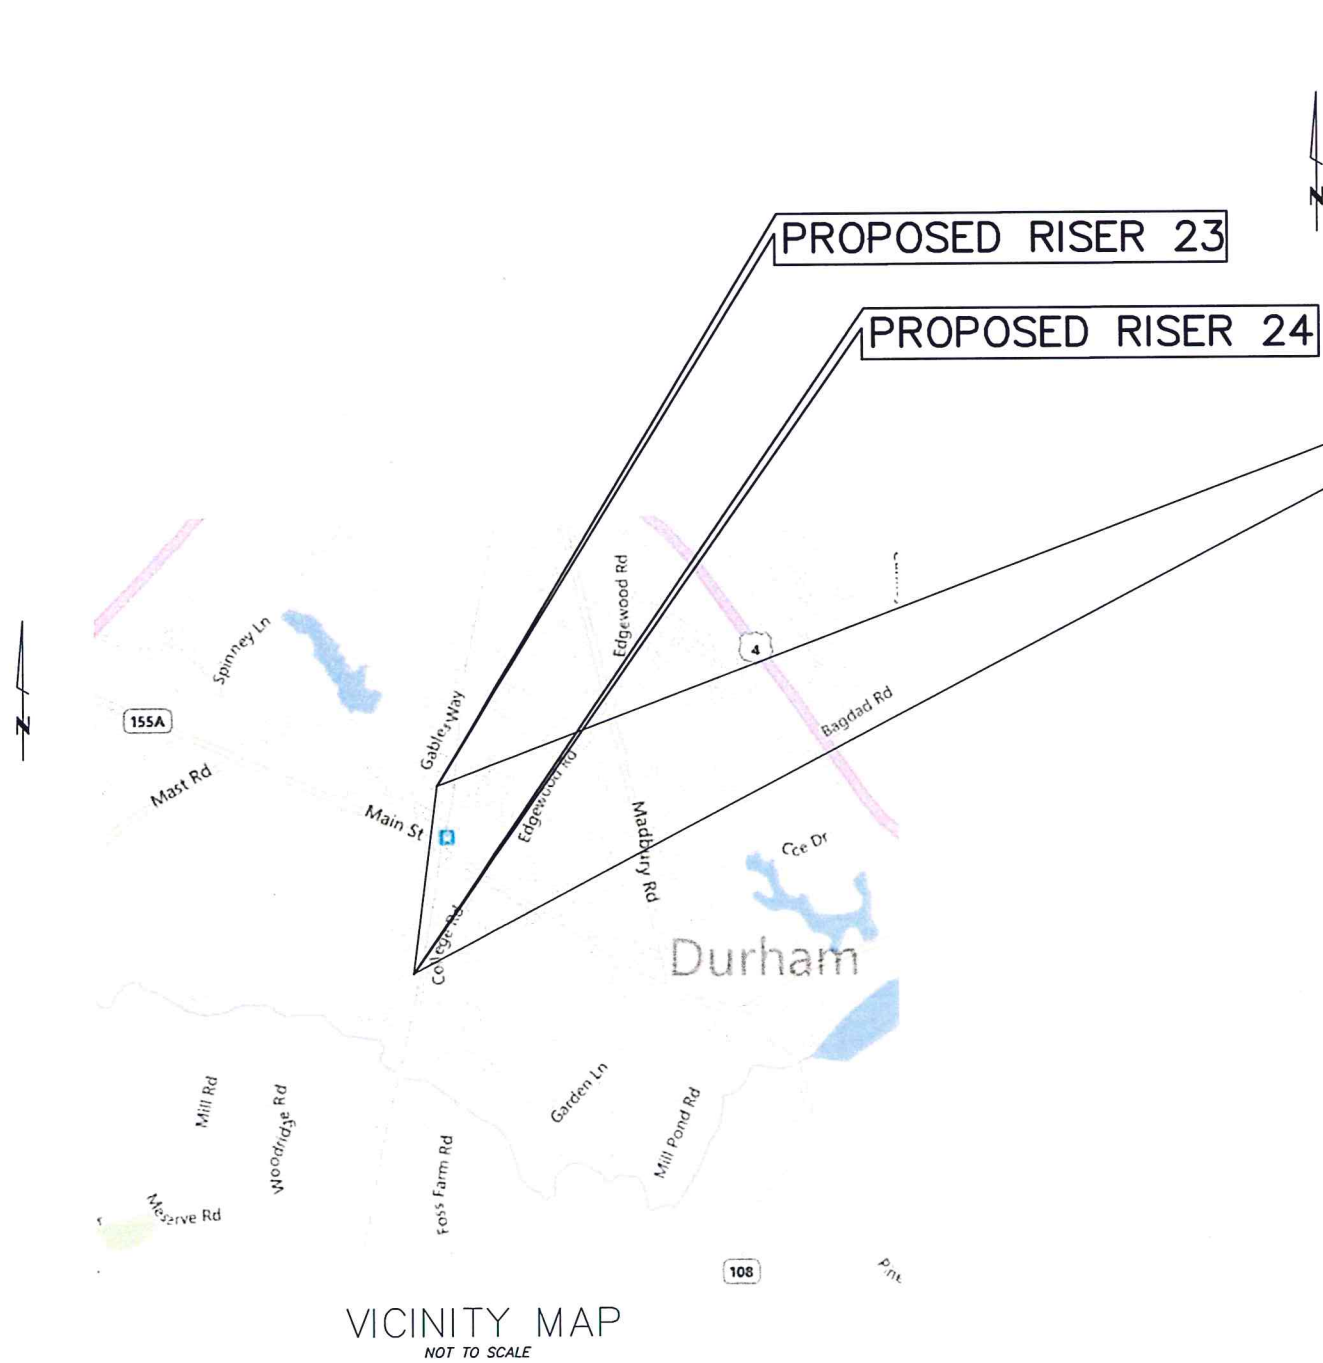 PROPOSED RISER 23
N
PROPOSED RISER 24
Edgewood Rd
Spinney Ln
4
N
155A
Gables Way
Bagdad Rd
Mast Rd
Edgewood Rd
Main St
Madbury Rd
College Rd
Durham
Garden Ln
Mill Rd
Woodridge Rd
Mill Pond Rd
Foss Farm Rd
Meserve Rd
108
VICINITY MAP
NOT TO SCALE